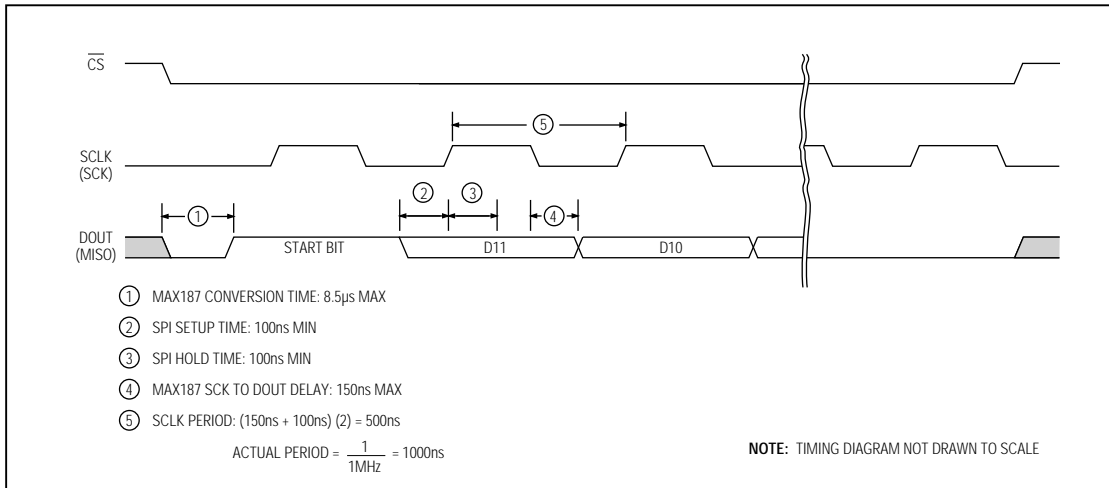 CS
5
SCLK
(SCK)
2
3
1
4
DOUT
(MISO)
START BIT
D11
D10
1 MAX187 CONVERSION TIME: 8.5µs MAX
2 SPI SETUP TIME: 100ns MIN
3 SPI HOLD TIME: 100ns MIN
4 MAX187 SCK TO DOUT DELAY: 150ns MAX
5 SCLK PERIOD: (150ns + 100ns) (2) = 500ns
ACTUAL PERIOD = 1/1MHz = 1000ns
NOTE: TIMING DIAGRAM NOT DRAWN TO SCALE